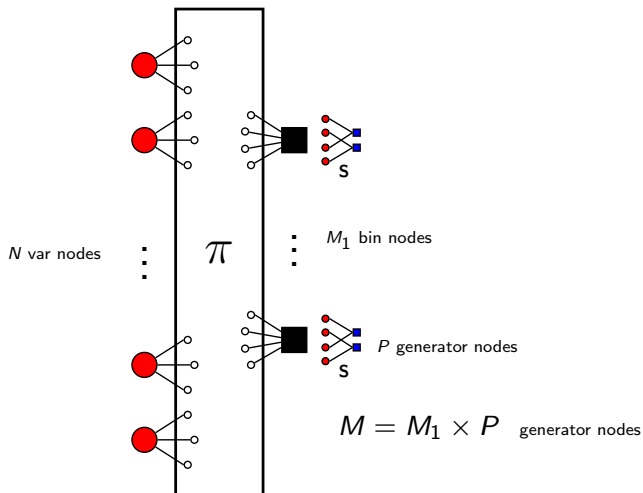 S
N var nodes
π
M₁ bin nodes
P generator nodes
S
M = M₁ × P generator nodes